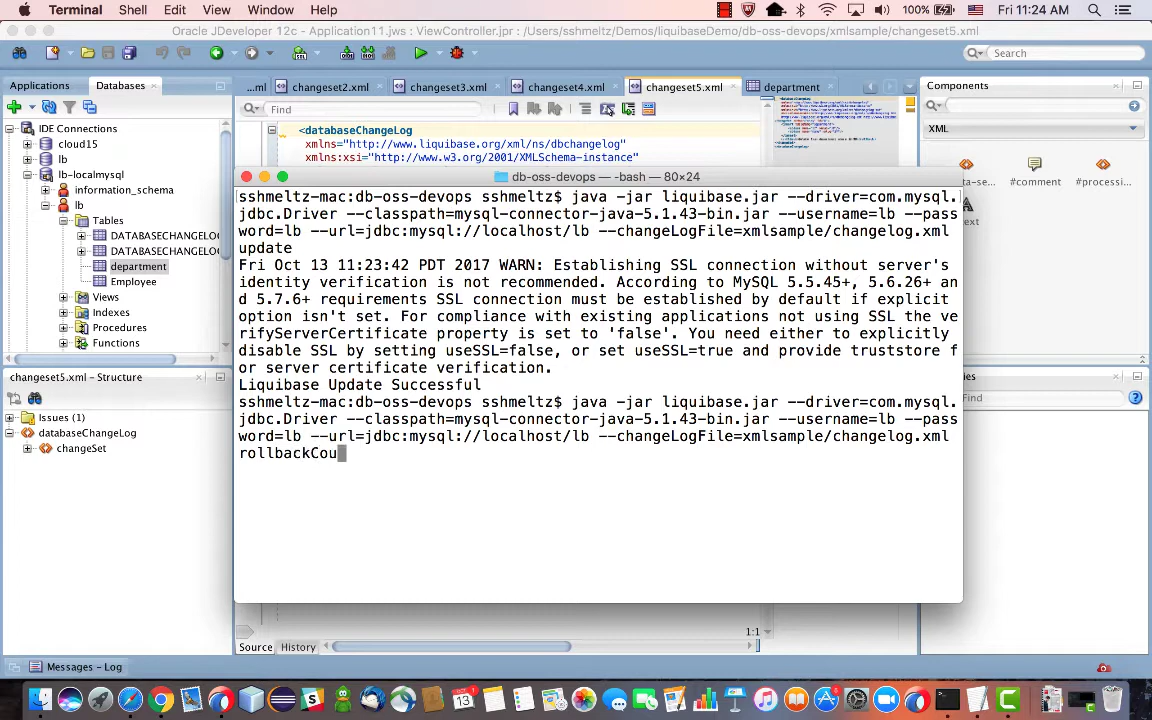 Terminal Shell Edit View Window Help 100% Fri 11:24 AM
Oracle JDeveloper 12c - Application11.jws : ViewController.jpr : /Users/sshmeltz/Demos/liquibaseDemo/db-oss-devops/xmlsample/changeset5.xml
Search
Applications Databases
...ml changeset2.xml changeset3.xml changeset4.xml changeset5.xml department
Components
Find
XML
IDE Connections
cloud15
lb
lb-localmysql
information_schema
lb
Tables
DATABASECHANGELO
DATABASECHANGELO
department
Employee
Views
Indexes
Procedures
Functions
<databaseChangeLog
xmlns="http://www.liquibase.org/xml/ns/dbchangelog"
xmlns:xsi="http://www.w3.org/2001/XMLSchema-instance"
ta-se... #comment #processi...
ext
db-oss-devops — -bash — 80×24
sshmeltz-mac:db-oss-devops sshmeltz$ java -jar liquibase.jar --driver=com.mysql.
jdbc.Driver --classpath=mysql-connector-java-5.1.43-bin.jar --username=lb --pass
word=lb --url=jdbc:mysql://localhost/lb --changeLogFile=xmlsample/changelog.xml
update
Fri Oct 13 11:23:42 PDT 2017 WARN: Establishing SSL connection without server's
identity verification is not recommended. According to MySQL 5.5.45+, 5.6.26+ an
d 5.7.6+ requirements SSL connection must be established by default if explicit
option isn't set. For compliance with existing applications not using SSL the ve
rifyServerCertificate property is set to 'false'. You need either to explicitly
disable SSL by setting useSSL=false, or set useSSL=true and provide truststore f
or server certificate verification.
Liquibase Update Successful
sshmeltz-mac:db-oss-devops sshmeltz$ java -jar liquibase.jar --driver=com.mysql.
jdbc.Driver --classpath=mysql-connector-java-5.1.43-bin.jar --username=lb --pass
word=lb --url=jdbc:mysql://localhost/lb --changeLogFile=xmlsample/changelog.xml
rollbackCou
changeset5.xml - Structure
Issues (1)
databaseChangeLog
changeSet
ies
Find
1:1
Source History
Messages - Log